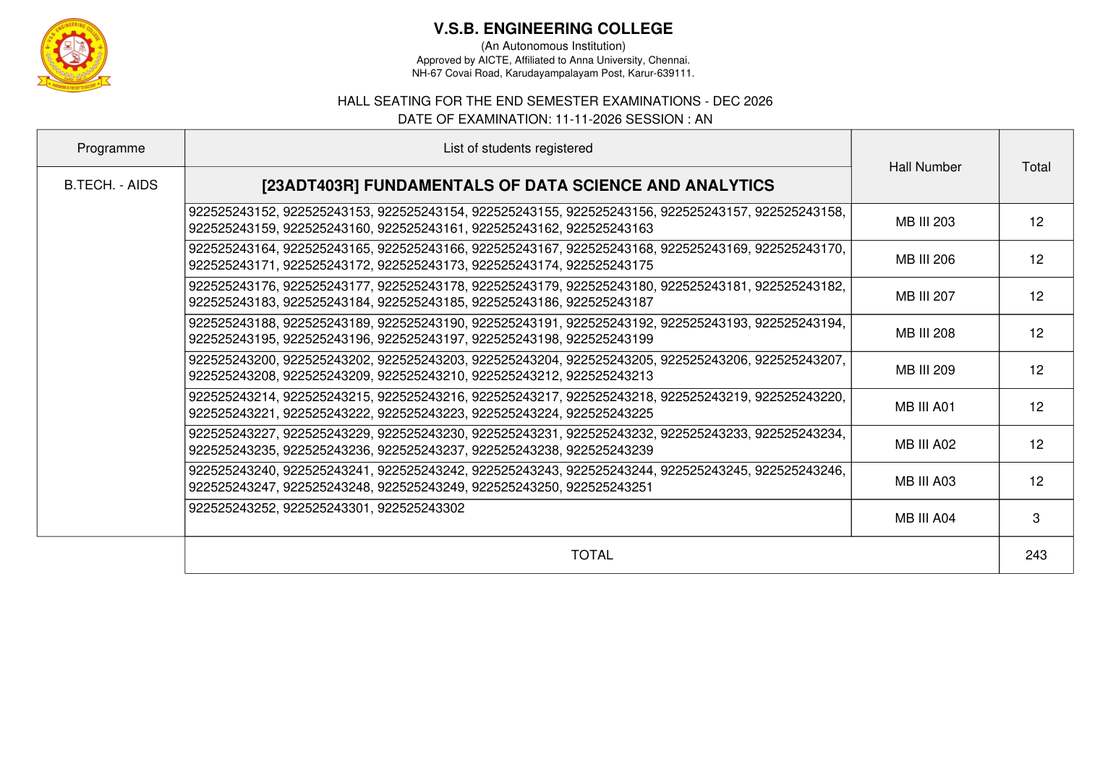 V.S.B. ENGINEERING COLLEGE
(An Autonomous Institution)
Approved by AICTE, Affiliated to Anna University, Chennai.
NH-67 Covai Road, Karudayampalayam Post, Karur-639111.
HALL SEATING FOR THE END SEMESTER EXAMINATIONS - DEC 2026
DATE OF EXAMINATION: 11-11-2026 SESSION : AN
Programme
List of students registered
Hall Number
Total
B.TECH. - AIDS
[23ADT403R] FUNDAMENTALS OF DATA SCIENCE AND ANALYTICS
922525243152, 922525243153, 922525243154, 922525243155, 922525243156, 922525243157, 922525243158,
922525243159, 922525243160, 922525243161, 922525243162, 922525243163
MB III 203
12
922525243164, 922525243165, 922525243166, 922525243167, 922525243168, 922525243169, 922525243170,
922525243171, 922525243172, 922525243173, 922525243174, 922525243175
MB III 206
12
922525243176, 922525243177, 922525243178, 922525243179, 922525243180, 922525243181, 922525243182,
922525243183, 922525243184, 922525243185, 922525243186, 922525243187
MB III 207
12
922525243188, 922525243189, 922525243190, 922525243191, 922525243192, 922525243193, 922525243194,
922525243195, 922525243196, 922525243197, 922525243198, 922525243199
MB III 208
12
922525243200, 922525243202, 922525243203, 922525243204, 922525243205, 922525243206, 922525243207,
922525243208, 922525243209, 922525243210, 922525243212, 922525243213
MB III 209
12
922525243214, 922525243215, 922525243216, 922525243217, 922525243218, 922525243219, 922525243220,
922525243221, 922525243222, 922525243223, 922525243224, 922525243225
MB III A01
12
922525243227, 922525243229, 922525243230, 922525243231, 922525243232, 922525243233, 922525243234,
922525243235, 922525243236, 922525243237, 922525243238, 922525243239
MB III A02
12
922525243240, 922525243241, 922525243242, 922525243243, 922525243244, 922525243245, 922525243246,
922525243247, 922525243248, 922525243249, 922525243250, 922525243251
MB III A03
12
922525243252, 922525243301, 922525243302
MB III A04
3
TOTAL
243